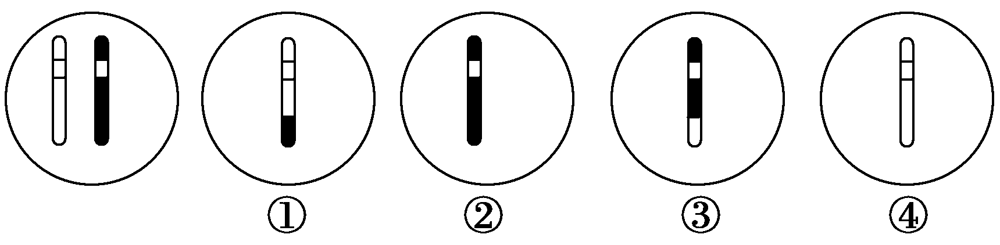 ① ② ③ ④